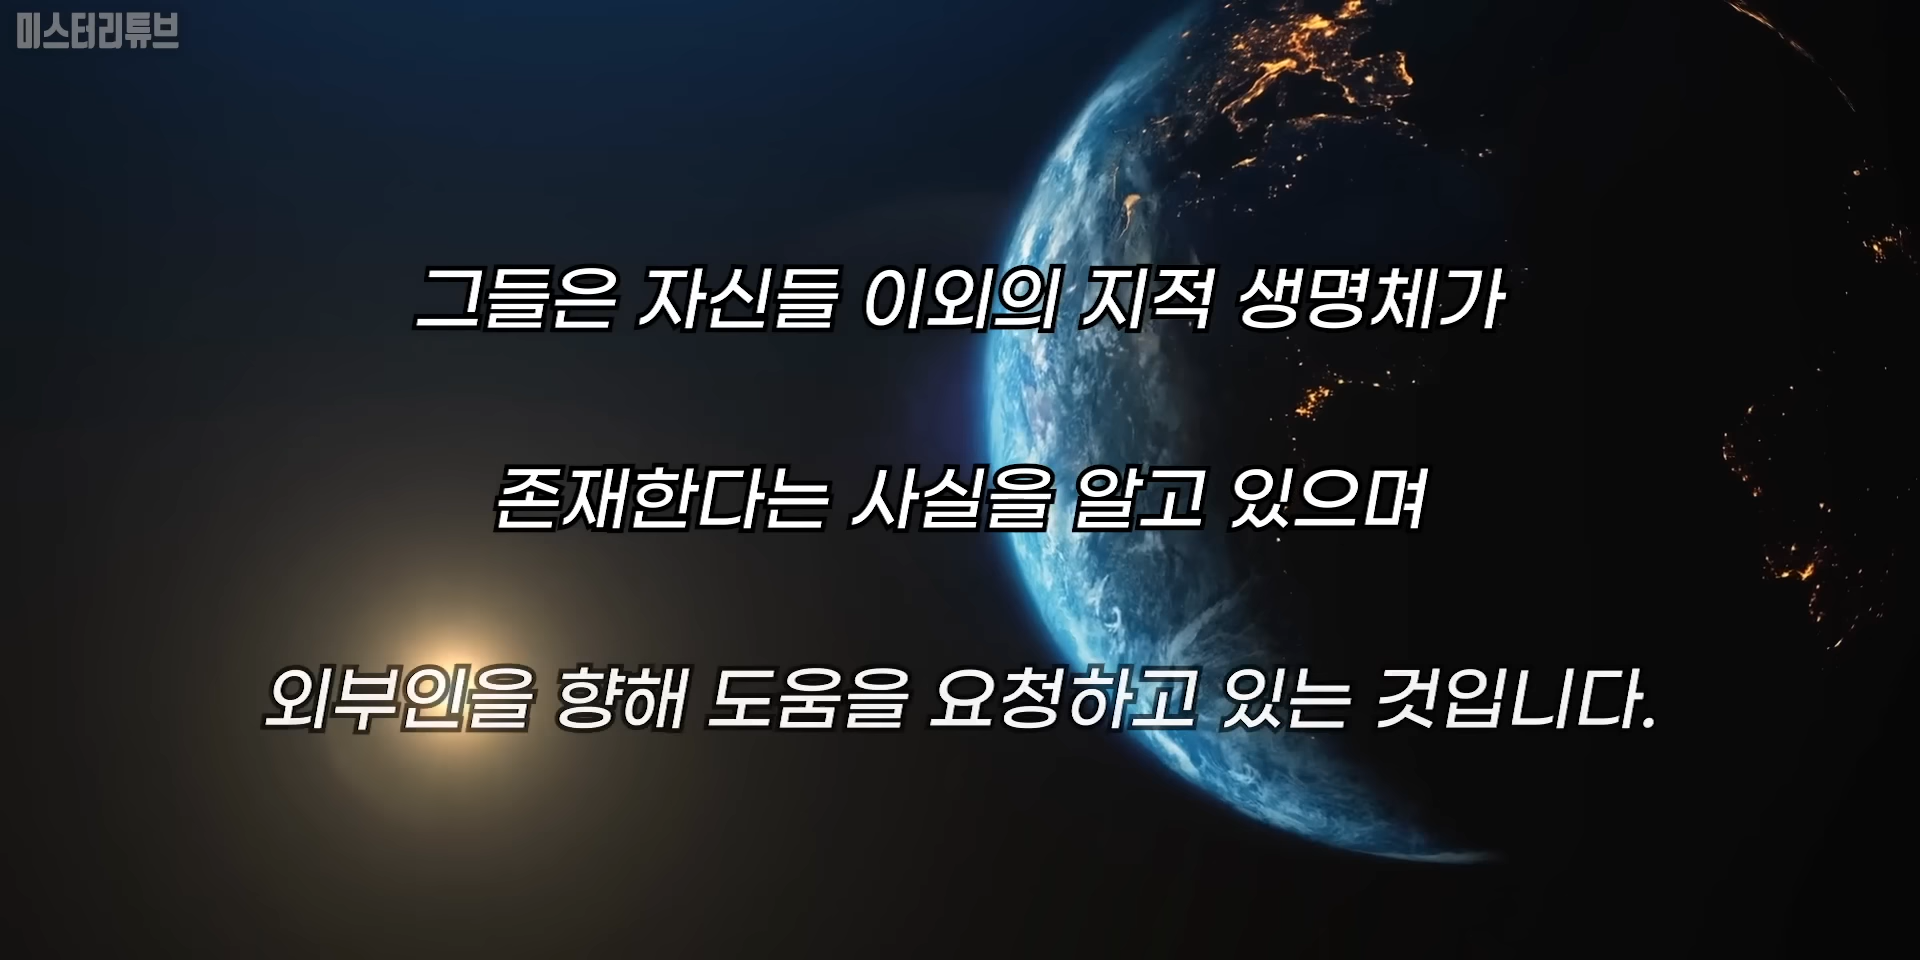 미스터리튜브
그들은 자신들 이외의 지적 생명체가
존재한다는 사실을 알고 있으며
외부인을 향해 도움을 요청하고 있는 것입니다.